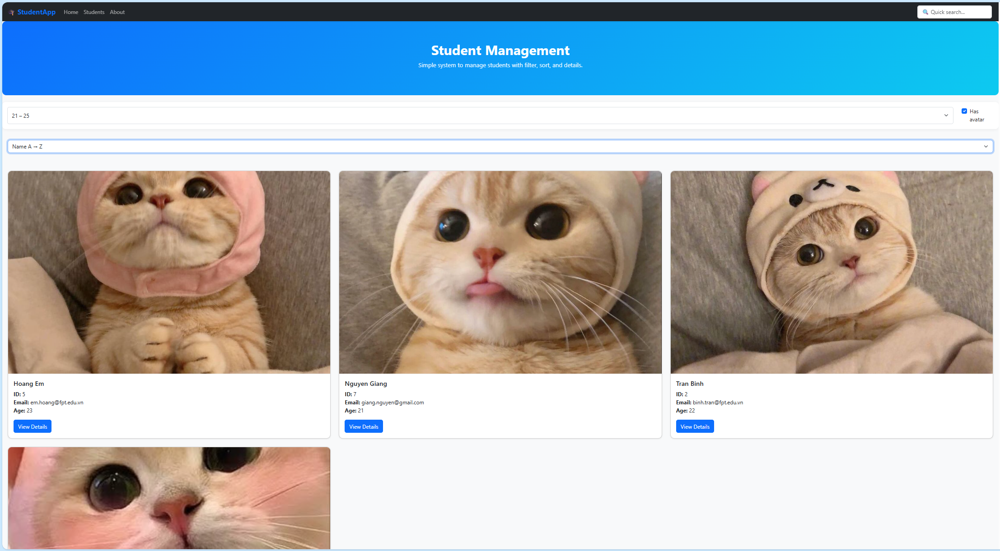 StudentApp Home Students About Quick search...
Student Management
Simple system to manage students with filter, sort, and details.
21 – 25
Has
avatar
Name A → Z
Hoang Em
ID: 5
Email: em.hoang@fpt.edu.vn
Age: 23
View Details
Nguyen Giang
ID: 7
Email: giang.nguyen@gmail.com
Age: 21
View Details
Tran Binh
ID: 2
Email: binh.tran@fpt.edu.vn
Age: 22
View Details